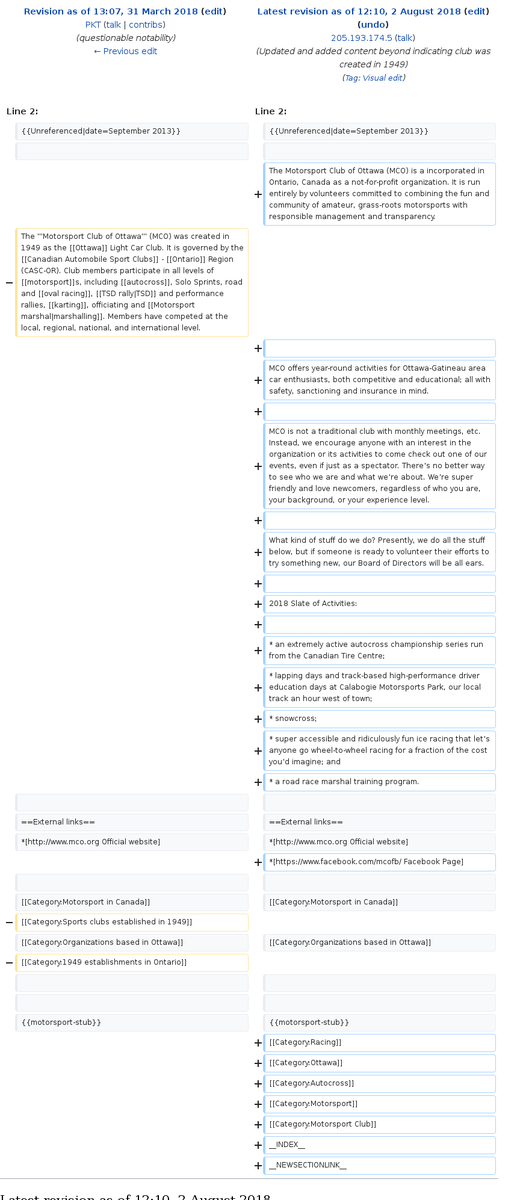 Revision as of 13:07, 31 March 2018 (edit)
PKT (talk | contribs)
(questionable notability)
← Previous edit
Latest revision as of 12:10, 2 August 2018 (edit)
(undo)
205.193.174.5 (talk)
(Updated and added content beyond indicating club was
created in 1949)
(Tag: Visual edit)
Line 2:
Line 2:
{{Unreferenced|date=September 2013}}
{{Unreferenced|date=September 2013}}
+
The Motorsport Club of Ottawa (MCO) is a incorporated in
Ontario, Canada as a not-for-profit organization. It is run
entirely by volunteers committed to combining the fun and
community of amateur, grass-roots motorsports with
responsible management and transparency.
−
The '''Motorsport Club of Ottawa''' (MCO) was created in
1949 as the [[Ottawa]] Light Car Club. It is governed by the
[[Canadian Automobile Sport Clubs]] - [[Ontario]] Region
(CASC-OR). Club members participate in all levels of
[[motorsport]]s, including [[autocross]], Solo Sprints, road
and [[oval racing]], [[TSD rally|TSD]] and performance
rallies, [[karting]], officiating and [[Motorsport
marshal|marshalling]]. Members have competed at the
local, regional, national, and international level.
+
+
MCO offers year-round activities for Ottawa-Gatineau area
car enthusiasts, both competitive and educational; all with
safety, sanctioning and insurance in mind.
+
+
MCO is not a traditional club with monthly meetings, etc.
Instead, we encourage anyone with an interest in the
organization or its activities to come check out one of our
events, even if just as a spectator. There's no better way
to see who we are and what we're about. We're super
friendly and love newcomers, regardless of who you are,
your background, or your experience level.
+
+
What kind of stuff do we do? Presently, we do all the stuff
below, but if someone is ready to volunteer their efforts to
try something new, our Board of Directors will be all ears.
+
+
2018 Slate of Activities:
+
+
* an extremely active autocross championship series run
from the Canadian Tire Centre;
+
* lapping days and track-based high-performance driver
education days at Calabogie Motorsports Park, our local
track an hour west of town;
+
* snowcross;
+
* super accessible and ridiculously fun ice racing that let's
anyone go wheel-to-wheel racing for a fraction of the cost
you'd imagine; and
+
* a road race marshal training program.
==External links==
==External links==
*[http://www.mco.org Official website]
*[http://www.mco.org Official website]
+
*[https://www.facebook.com/mcofb/ Facebook Page]
[[Category:Motorsport in Canada]]
[[Category:Motorsport in Canada]]
−
[[Category:Sports clubs established in 1949]]
[[Category:Organizations based in Ottawa]]
[[Category:Organizations based in Ottawa]]
−
[[Category:1949 establishments in Ontario]]
{{motorsport-stub}}
{{motorsport-stub}}
+
[[Category:Racing]]
+
[[Category:Ottawa]]
+
[[Category:Autocross]]
+
[[Category:Motorsport]]
+
[[Category:Motorsport Club]]
+
__INDEX__
+
__NEWSECTIONLINK__
Latest revision as of 12:10, 2 August 2018